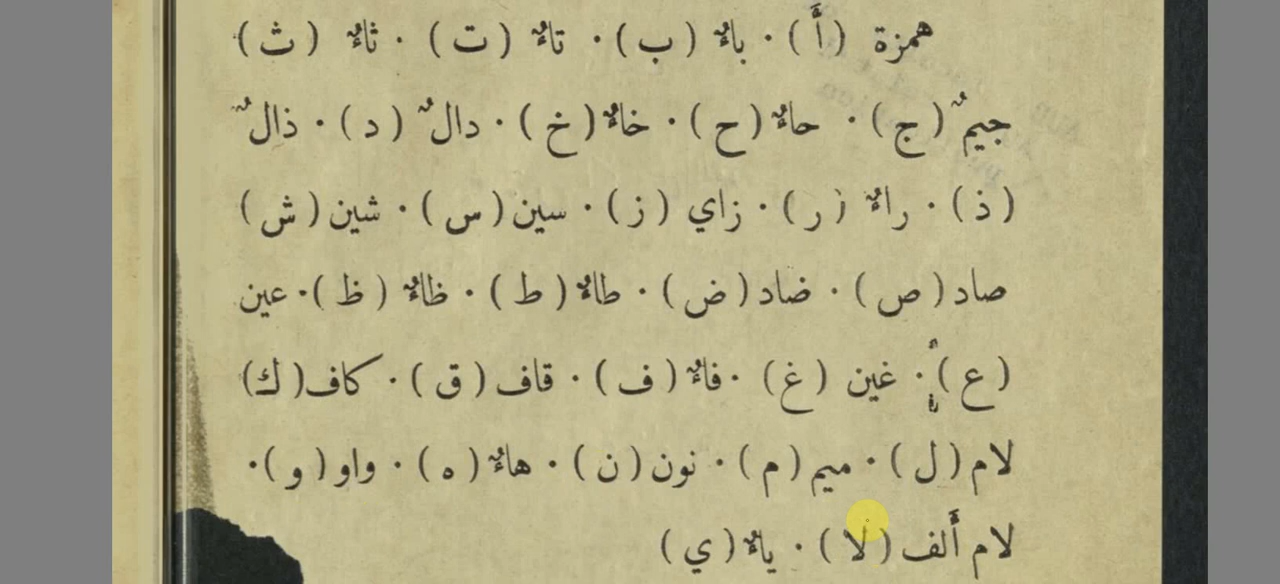 همزة (أَ) · باءٌ (ب) · تاءٌ (ت) · ثاءٌ (ث)
جيمٌ (ج) · حاءٌ (ح) · خاءٌ (خ) · دالٌ (د) · ذالٌ
(ذ) · راءٌ (ر) · زاي (ز) · سين (س) · شين (ش)
صاد (ص) · ضاد (ض) · طاءٌ (ط) · ظاءٌ (ظ) · عين
(ع) · غين (غ) · فاءٌ (ف) · قاف (ق) · كاف (ك)
لام (ل) · ميم (م) · نون (ن) · هاءٌ (ه) · واو (و) ·
لام أَلف (لا) · ياءٌ (ي)